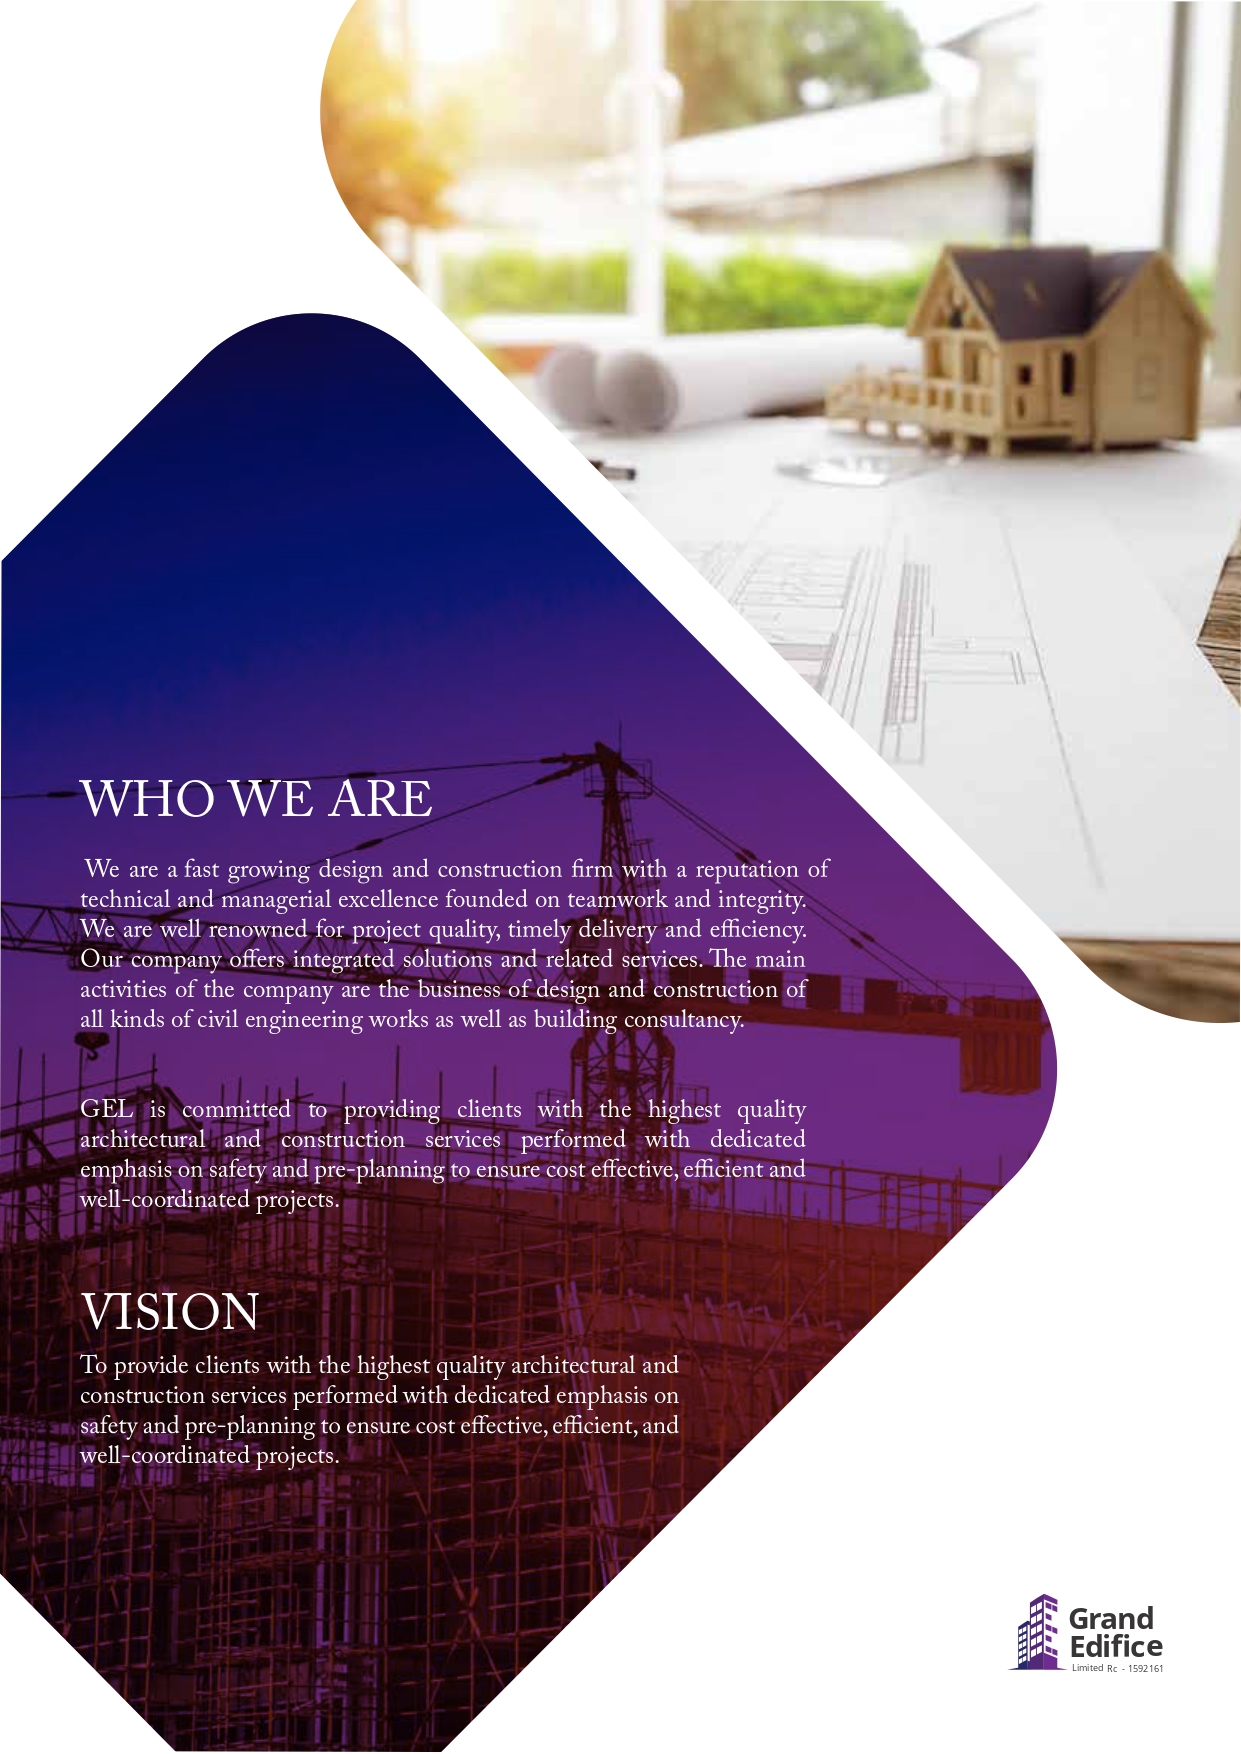 WHO WE ARE
We are a fast growing design and construction firm with a reputation of
technical and managerial excellence founded on teamwork and integrity.
We are well renowned for project quality, timely delivery and efficiency.
Our company offers integrated solutions and related services. The main
activities of the company are the business of design and construction of
all kinds of civil engineering works as well as building consultancy.
GEL is committed to providing clients with the highest quality
architectural and construction services performed with dedicated
emphasis on safety and pre-planning to ensure cost effective, efficient and
well-coordinated projects.
VISION
To provide clients with the highest quality architectural and
construction services performed with dedicated emphasis on
safety and pre-planning to ensure cost effective, efficient, and
well-coordinated projects.
Grand
Edifice
Limited Rc - 1592161